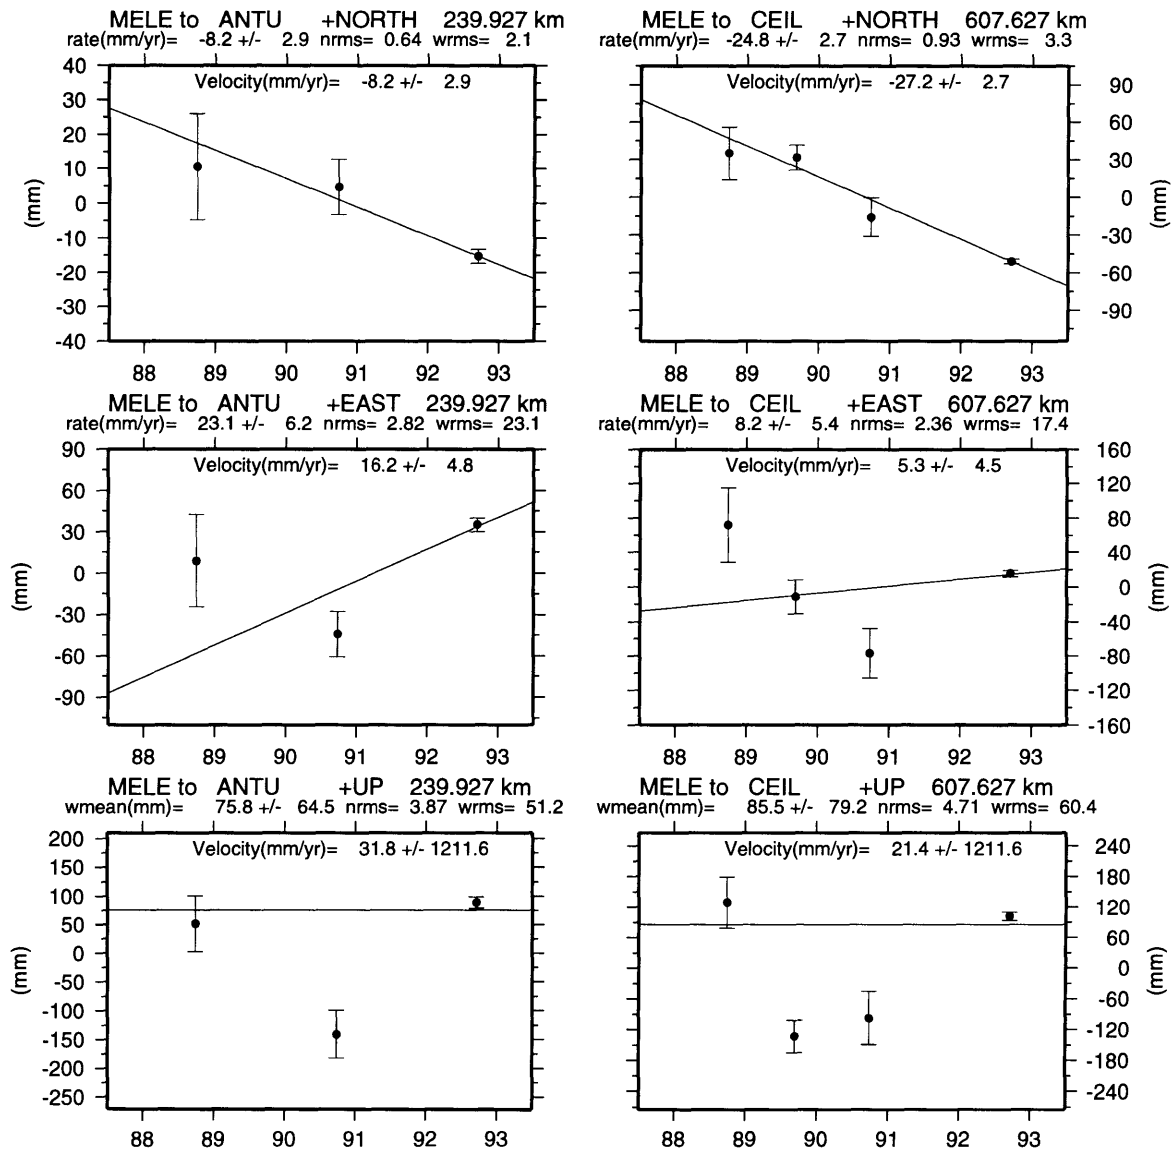 MELE to ANTU +NORTH 239.927 km
rate(mm/yr)= -8.2 +/- 2.9 nrms= 0.64 wrms= 2.1
Velocity(mm/yr)= -8.2 +/- 2.9
40
30
20
10
0
-10
-20
-30
-40
(mm)
88 89 90 91 92 93
MELE to CEIL +NORTH 607.627 km
rate(mm/yr)= -24.8 +/- 2.7 nrms= 0.93 wrms= 3.3
Velocity(mm/yr)= -27.2 +/- 2.7
90
60
30
0
-30
-60
-90
(mm)
88 89 90 91 92 93
MELE to ANTU +EAST 239.927 km
rate(mm/yr)= 23.1 +/- 6.2 nrms= 2.82 wrms= 23.1
Velocity(mm/yr)= 16.2 +/- 4.8
90
60
30
0
-30
-60
-90
(mm)
88 89 90 91 92 93
MELE to CEIL +EAST 607.627 km
rate(mm/yr)= 8.2 +/- 5.4 nrms= 2.36 wrms= 17.4
Velocity(mm/yr)= 5.3 +/- 4.5
160
120
80
40
0
-40
-80
-120
-160
(mm)
88 89 90 91 92 93
MELE to ANTU +UP 239.927 km
wmean(mm)= 75.8 +/- 64.5 nrms= 3.87 wrms= 51.2
Velocity(mm/yr)= 31.8 +/- 1211.6
200
150
100
50
0
-50
-100
-150
-200
-250
(mm)
88 89 90 91 92 93
MELE to CEIL +UP 607.627 km
wmean(mm)= 85.5 +/- 79.2 nrms= 4.71 wrms= 60.4
Velocity(mm/yr)= 21.4 +/- 1211.6
240
180
120
60
0
-60
-120
-180
-240
(mm)
88 89 90 91 92 93